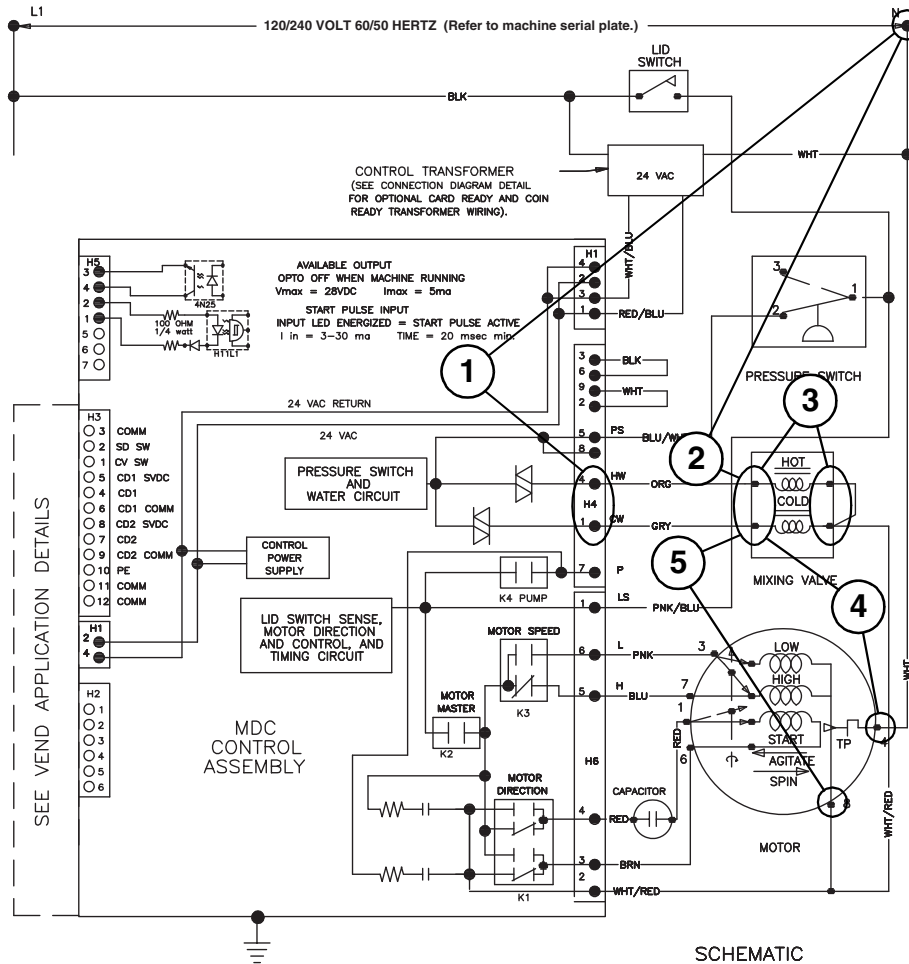 L1
N
120/240 VOLT 60/50 HERTZ (Refer to machine serial plate.)
LID
SWITCH
BLK
WHT
CONTROL TRANSFORMER
(SEE CONNECTION DIAGRAM DETAIL
FOR OPTIONAL CARD READY AND COIN
READY TRANSFORMER WIRING).
24 VAC
WHT/BLU
RED/BLU
H5
3
4
2
1
5
6
7
4N25
100 OHM
1/4 watt
H11L1
AVAILABLE OUTPUT
OPTO OFF WHEN MACHINE RUNNING
Vmax = 28VDC Imax = 5ma
START PULSE INPUT
INPUT LED ENERGIZED = START PULSE ACTIVE
I in = 3-30 ma TIME = 20 msec min.
H1
4
2
3
1
3
2
1
PRESSURE SWITCH
1
2
3
4
5
3
6
9
2
BLK
WHT
24 VAC RETURN
24 VAC
5 PS
8
BLU/WHT
4 HW ORG
H4
1 CW GRY
7 P
HOT
COLD
MIXING VALVE
PRESSURE SWITCH
AND
WATER CIRCUIT
SEE VEND APPLICATION DETAILS
H3
3 COMM
2 SD SW
1 CV SW
5 CD1 5VDC
4 CD1
6 CD1 COMM
8 CD2 5VDC
7 CD2
9 CD2 COMM
10 PE
11 COMM
12 COMM
CONTROL
POWER
SUPPLY
K4 PUMP
LID SWITCH SENSE,
MOTOR DIRECTION
AND CONTROL, AND
TIMING CIRCUIT
1 LS
PNK/BLU
H1
2
4
H2
1
2
3
4
5
6
MDC
CONTROL
ASSEMBLY
MOTOR SPEED
K3
MOTOR
MASTER
K2
MOTOR
DIRECTION
K1
6 L PNK
5 H BLU
H6
4 RED
3 BRN
2
WHT/RED
CAPACITOR
RED
3
7
1
6
LOW
HIGH
START
AGITATE
SPIN
TP
4
8
MOTOR
WHT
WHT/RED
SCHEMATIC